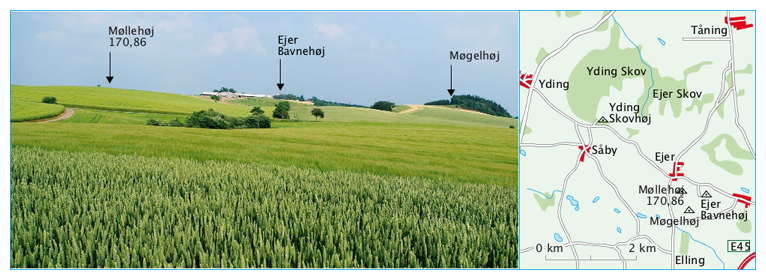 Møllehøj
170,86
Ejer
Bavnehøj
Møgelhøj
Tåning
Yding
Yding Skov
Ejer Skov
Yding
Skovhøj
Såby
Ejer
Møllehøj
170,86
Ejer
Bavnehøj
Møgelhøj
E45
0 km
2 km
Elling